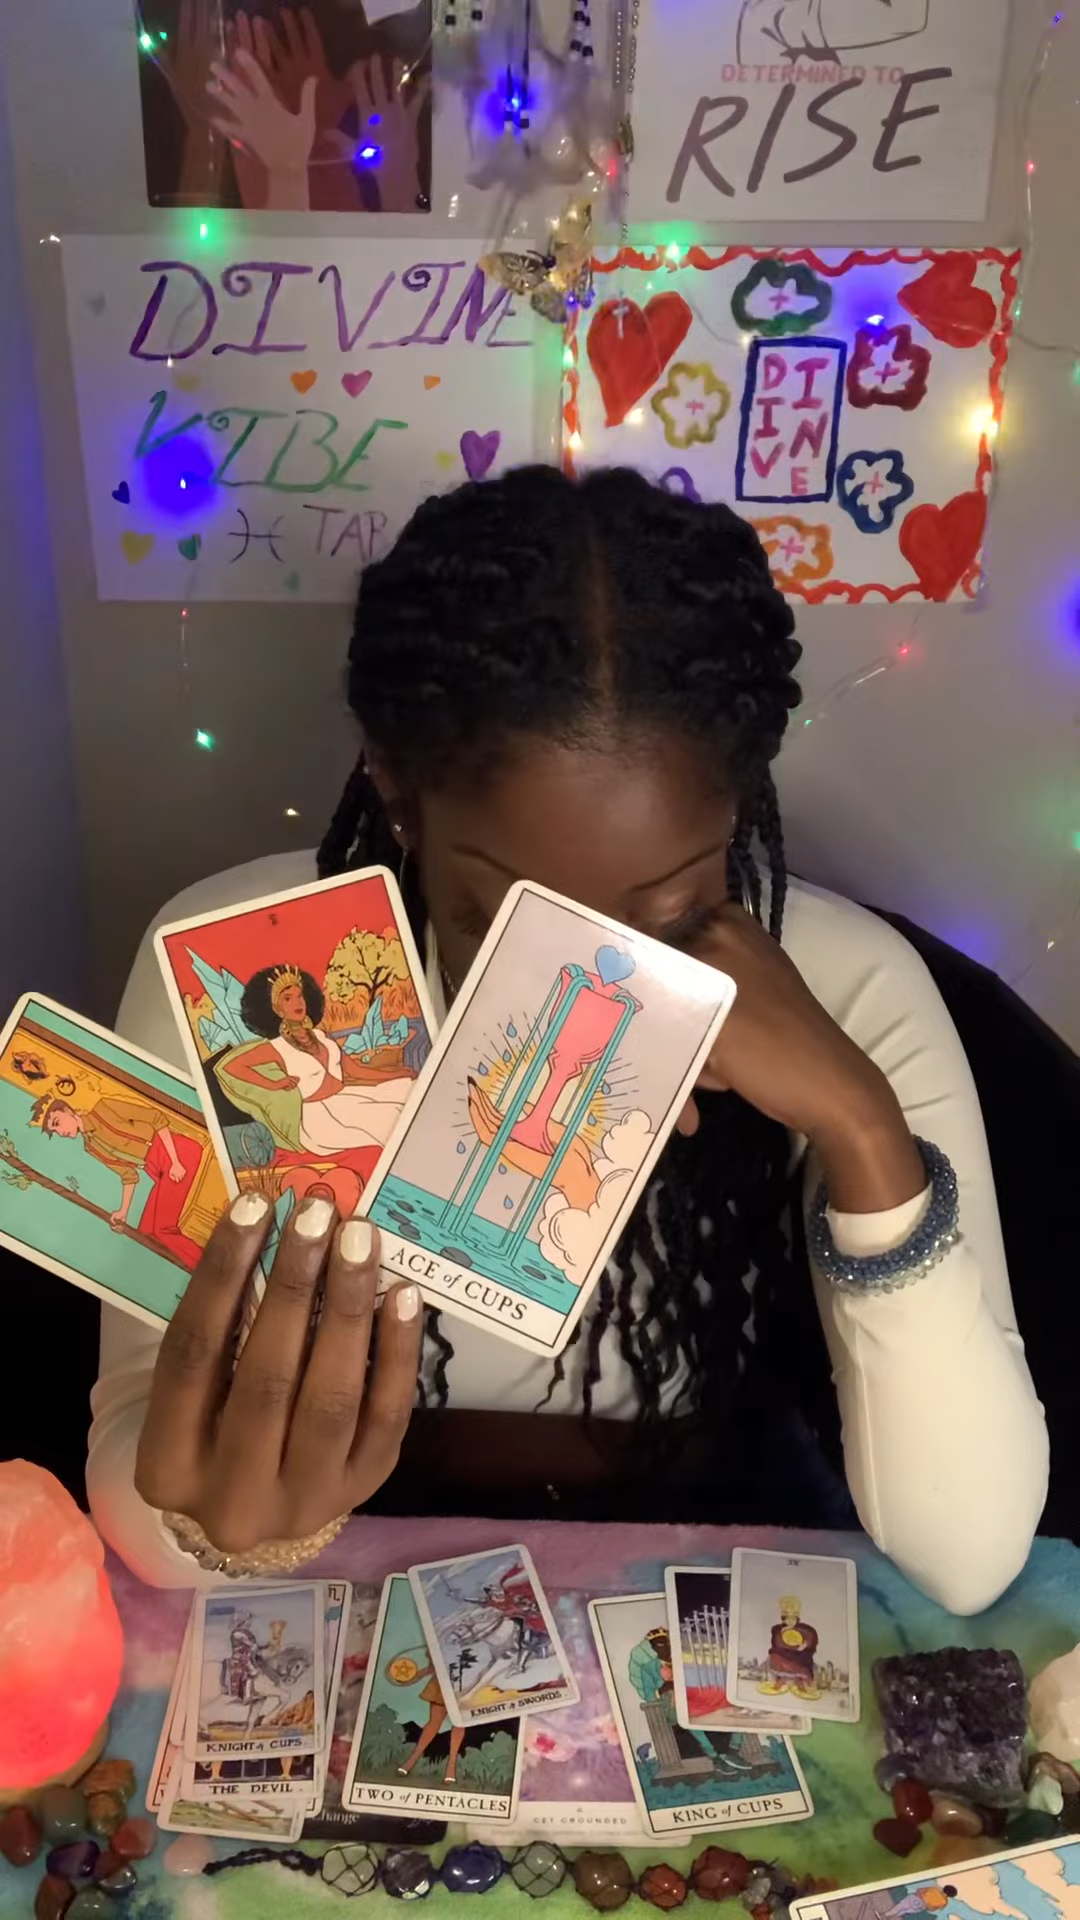 DETERMINED TO
RISE
DIVINE
VIBE
♓ TAR
DIVINE
ACE of CUPS
KNIGHT of CUPS.
THE DEVIL.
KNIGHT of SWORDS.
TWO of PENTACLES
KING of CUPS
change
GET GROUNDED